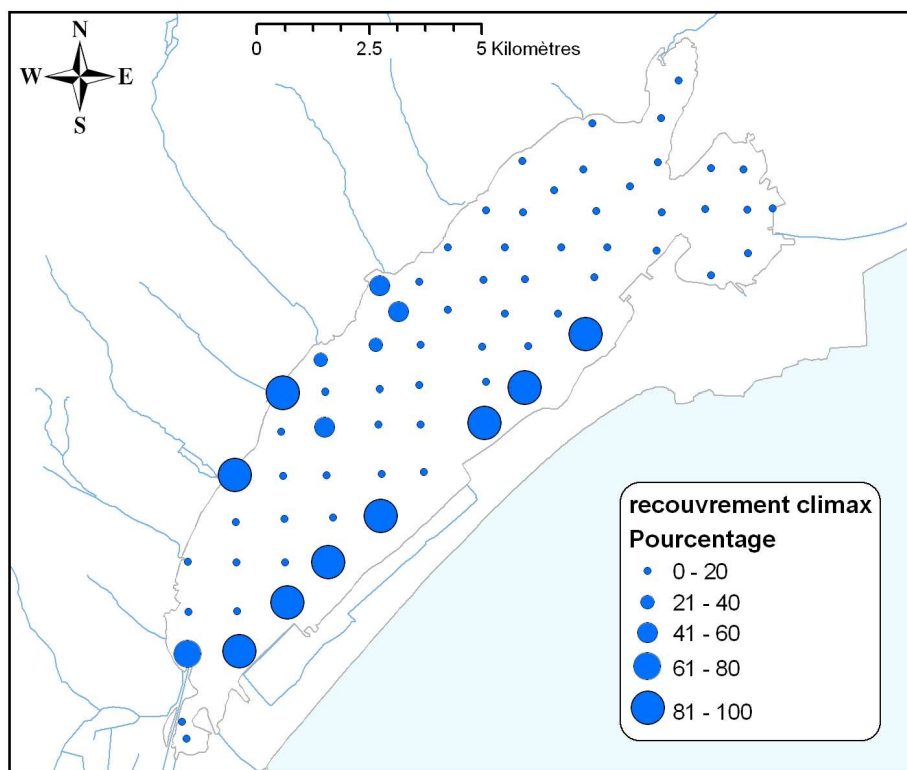 N
W E
S
0 2.5 5 Kilomètres
recouvrement climax
Pourcentage
0 - 20
21 - 40
41 - 60
61 - 80
81 - 100